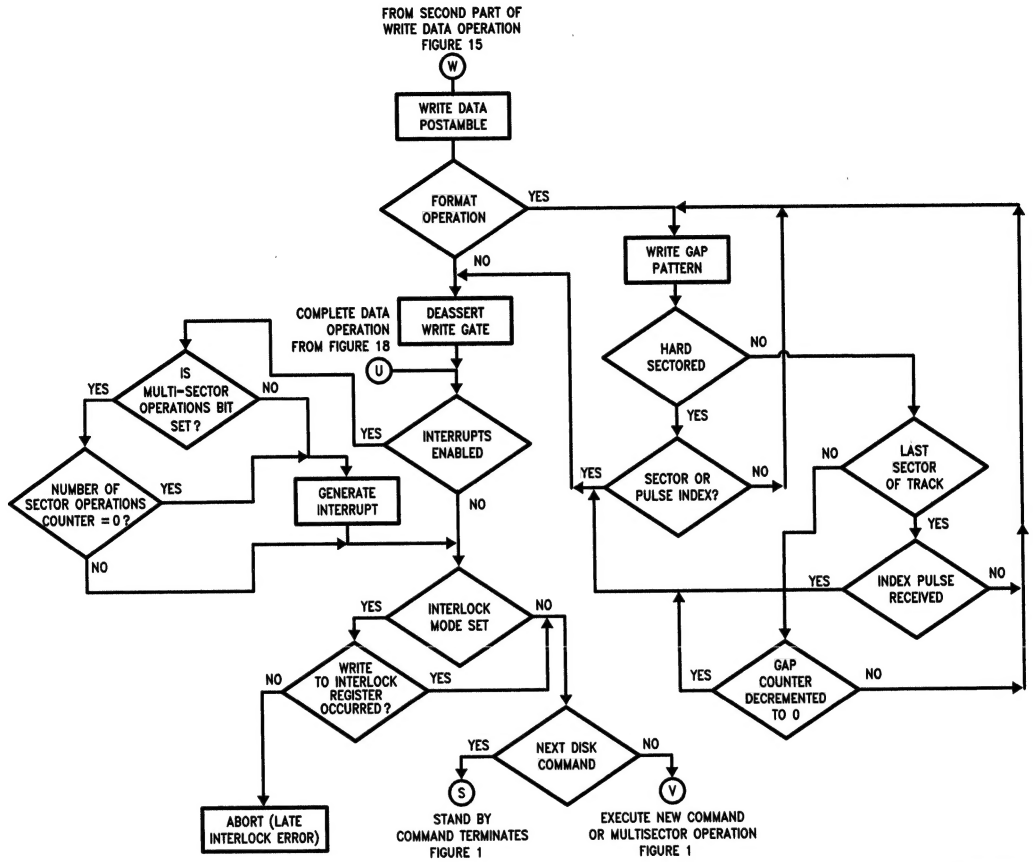 FROM SECOND PART OF
WRITE DATA OPERATION
FIGURE 15
W
WRITE DATA
POSTAMBLE
FORMAT
OPERATION
YES
NO
WRITE GAP
PATTERN
COMPLETE DATA
OPERATION
FROM FIGURE 18
DEASSERT
WRITE GATE
U
HARD
SECTORED
NO
YES
IS
MULTI-SECTOR
OPERATIONS BIT
SET ?
YES
NO
INTERRUPTS
ENABLED
YES
NO
SECTOR OR
PULSE INDEX?
YES
NO
LAST
SECTOR
OF TRACK
NO
YES
NUMBER OF
SECTOR OPERATIONS
COUNTER = 0 ?
YES
NO
GENERATE
INTERRUPT
INDEX PULSE
RECEIVED
YES
NO
INTERLOCK
MODE SET
YES
NO
WRITE
TO INTERLOCK
REGISTER
OCCURRED ?
NO
YES
GAP
COUNTER
DECREMENTED
TO 0
YES
NO
NEXT DISK
COMMAND
YES
NO
S
V
ABORT (LATE
INTERLOCK ERROR)
STAND BY
COMMAND TERMINATES
FIGURE 1
EXECUTE NEW COMMAND
OR MULTISECTOR OPERATION
FIGURE 1